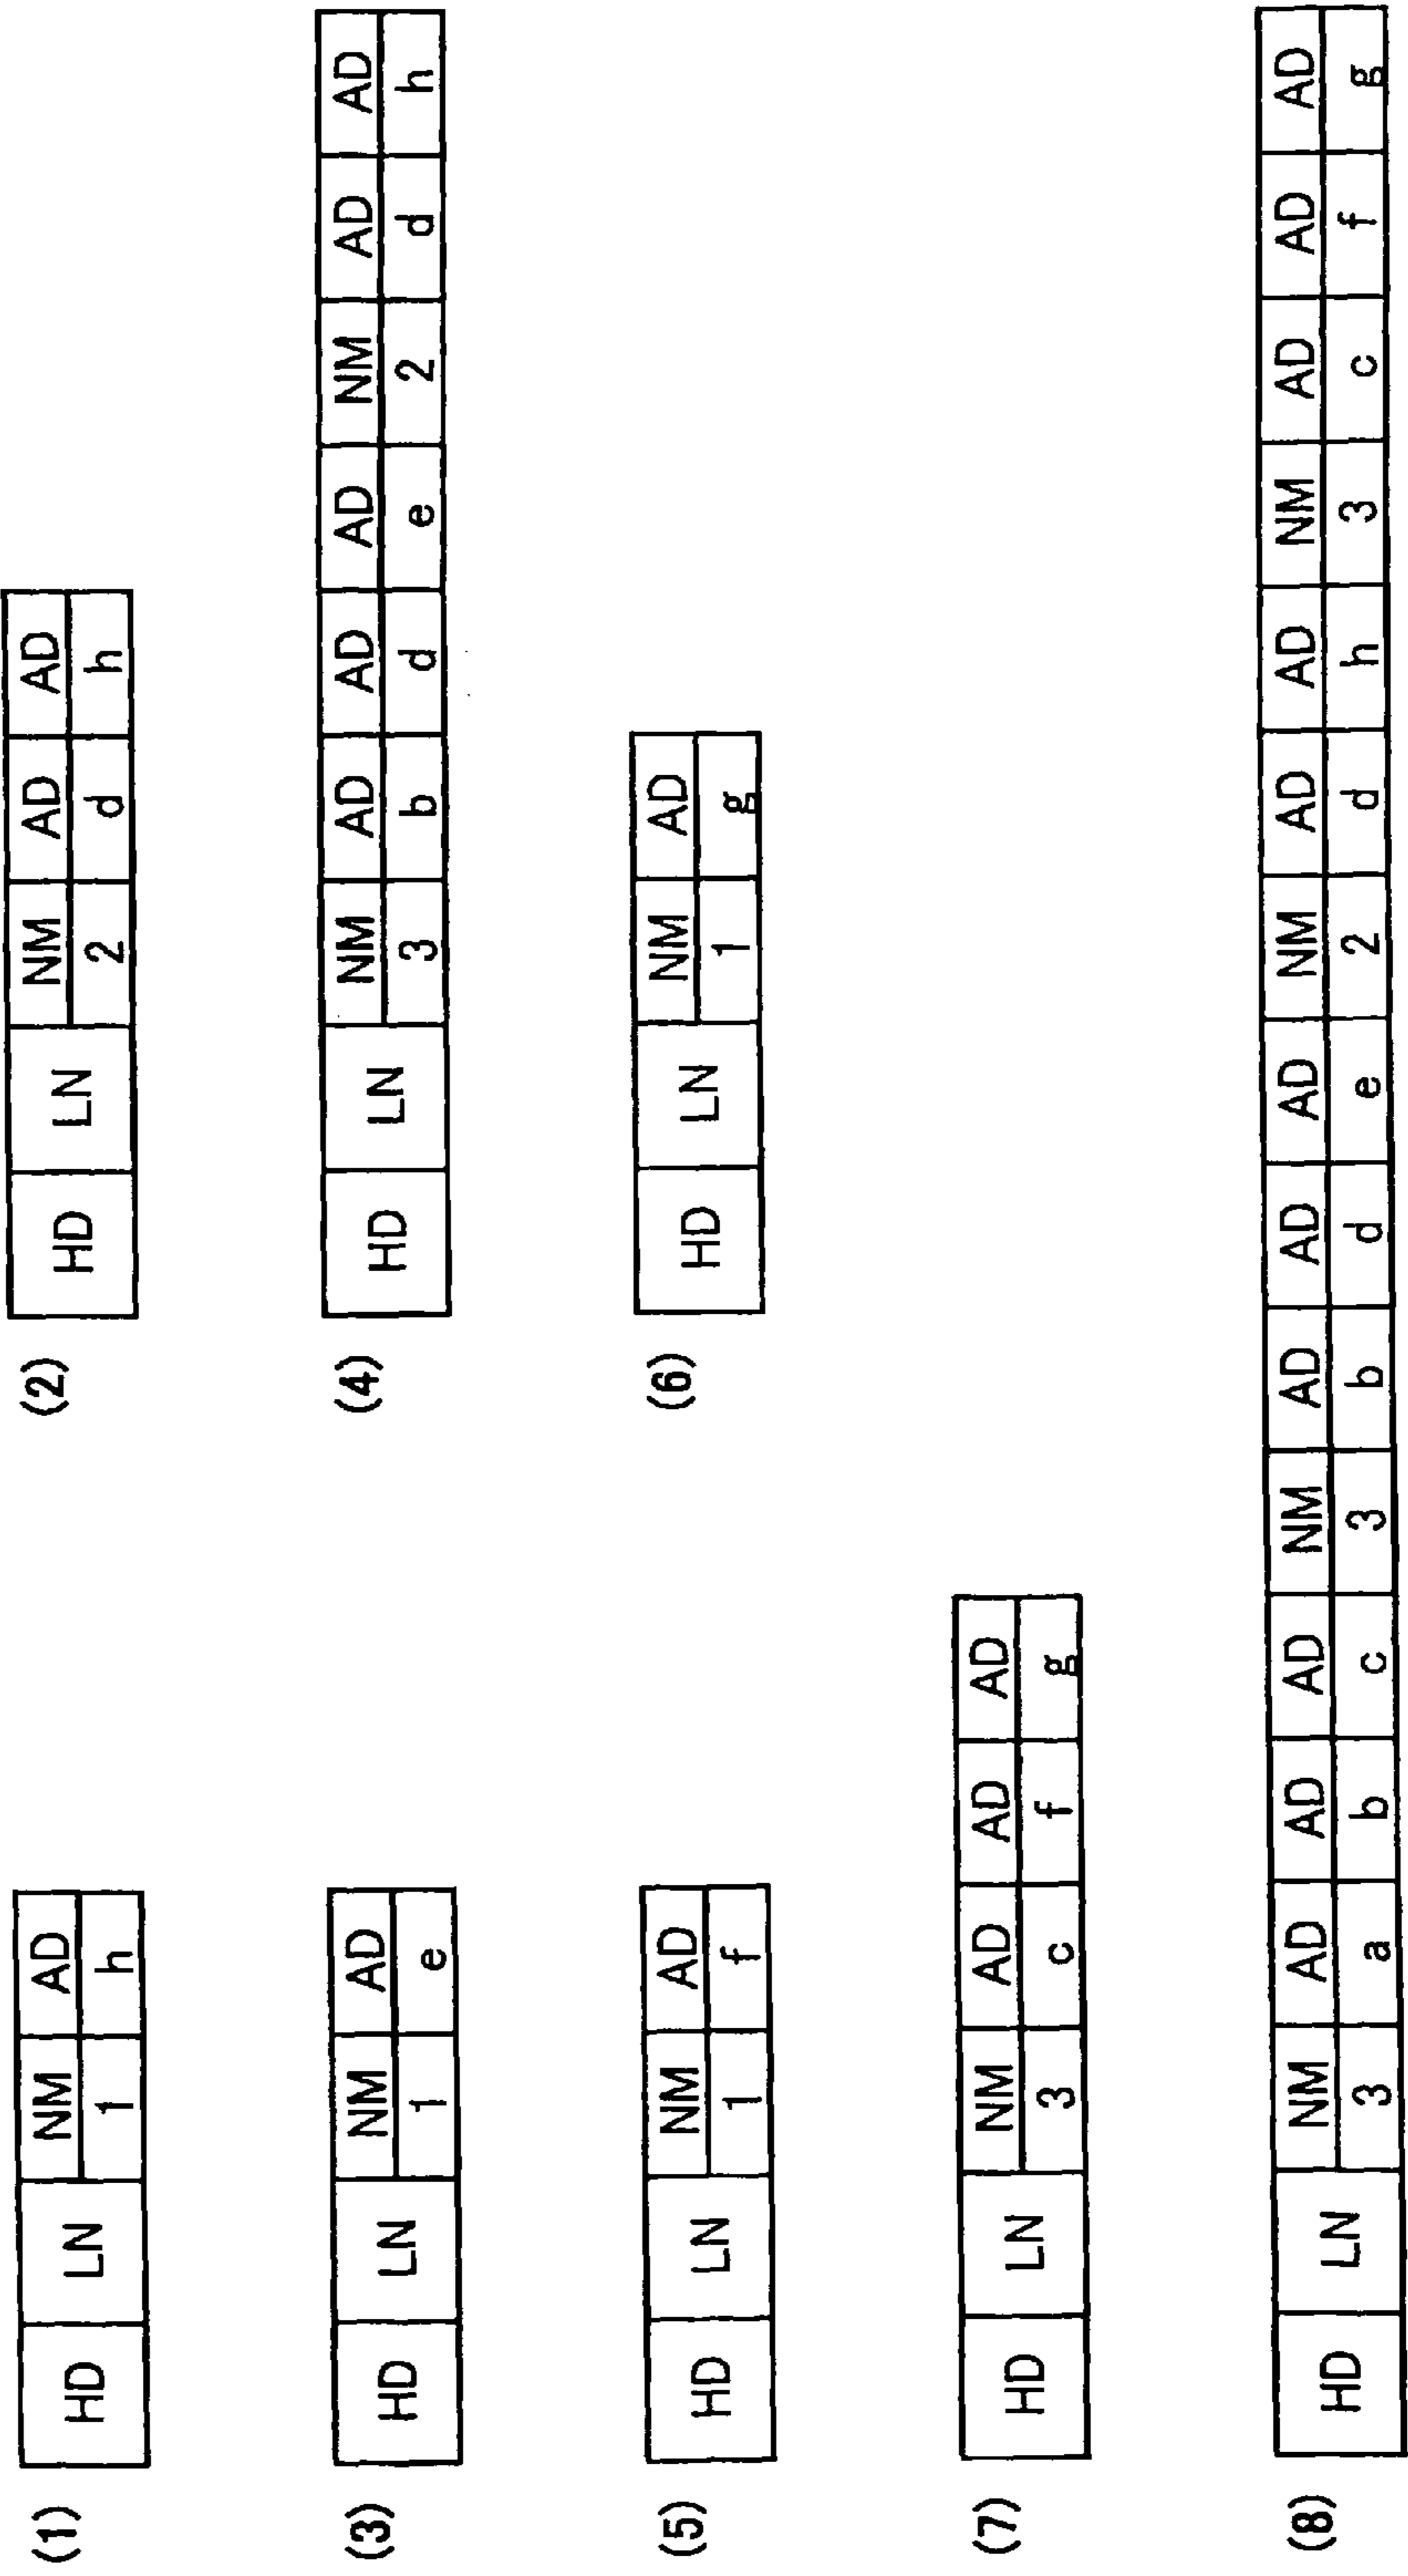 (1) HD LN NM AD
1 h
(2) HD LN NM AD AD
2 d h
(3) HD LN NM AD
1 e
(4) HD LN NM AD AD AD NM AD AD
3 b d e 2 d h
(5) HD LN NM AD
1 f
(6) HD LN NM AD
1 g
(7) HD LN NM AD AD AD
3 c f g
(8) HD LN NM AD AD AD NM AD AD AD NM AD AD NM AD AD AD
3 a b c 3 b d e 2 d h 3 c f g